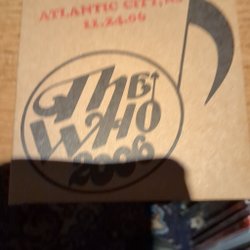 ATLANTIC CITY, NJ
11.24.06
THE
WHO
2006